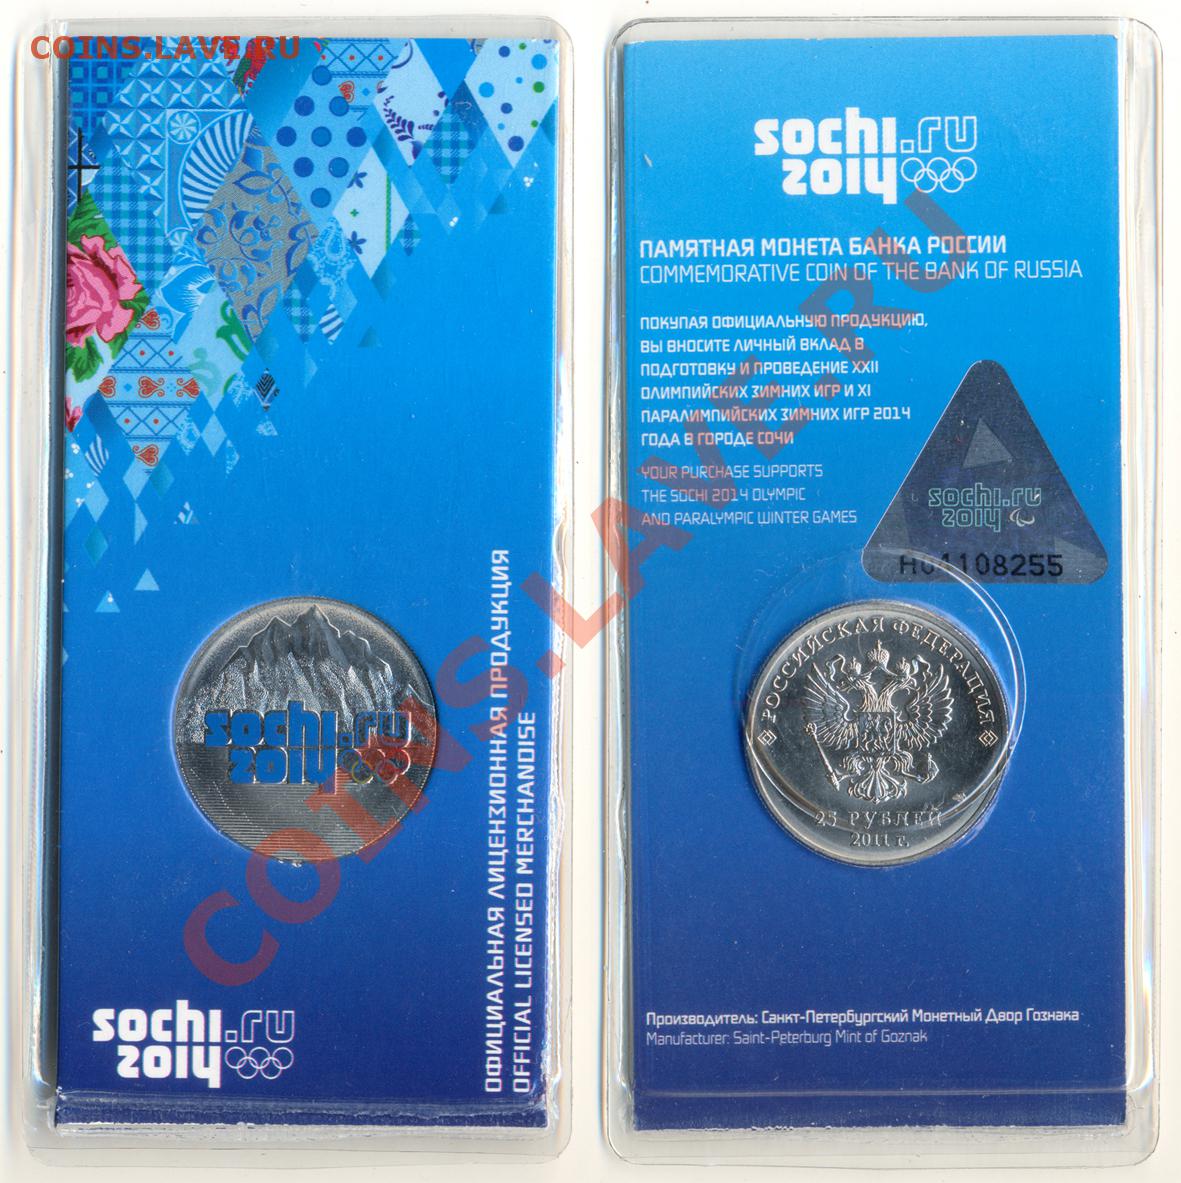 COINS.LAVE.RU
sochi.ru
2014
ОФИЦИАЛЬНАЯ ЛИЦЕНЗИОННАЯ ПРОДУКЦИЯ
OFFICIAL LICENSED MERCHANDISE
sochi.ru
2014
sochi.ru
2014
ПАМЯТНАЯ МОНЕТА БАНКА РОССИИ
COMMEMORATIVE COIN OF THE BANK OF RUSSIA
ПОКУПАЯ ОФИЦИАЛЬНУЮ ПРОДУКЦИЮ,
ВЫ ВНОСИТЕ ЛИЧНЫЙ ВКЛАД В
ПОДГОТОВКУ И ПРОВЕДЕНИЕ XXII
ОЛИМПИЙСКИХ ЗИМНИХ ИГР И XI
ПАРАЛИМПИЙСКИХ ЗИМНИХ ИГР 2014
ГОДА В ГОРОДЕ СОЧИ
YOUR PURCHASE SUPPORTS
THE SOCHI 2014 OLYMPIC
AND PARALYMPIC WINTER GAMES
sochi.ru
2014
H01108255
РОССИЙСКАЯ ФЕДЕРАЦИЯ
25 РУБЛЕЙ
2011 г.
Производитель: Санкт-Петербургский Монетный Двор Гознака
Manufacturer: Saint-Peterburg Mint of Goznak
COINS.LAVE.RU